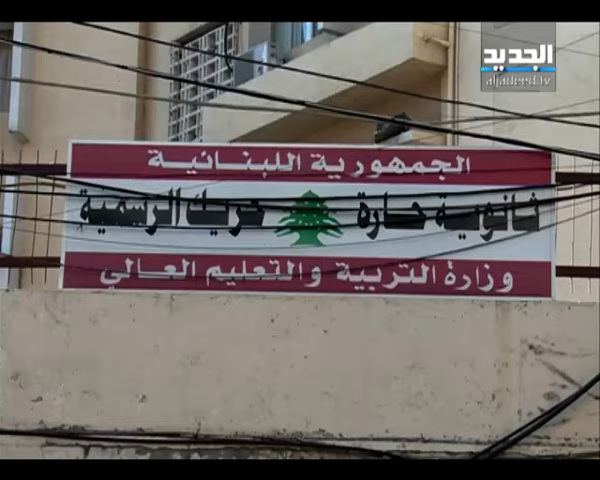 الجديد
aljadeed.tv
الجمهورية اللبنانية
ثانوية حارة حريك الرسمية
وزارة التربية والتعليم العالي